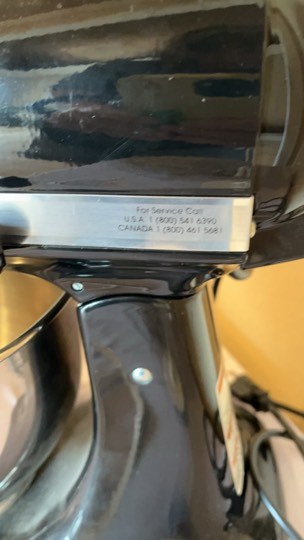 For Service Call
U.S.A. 1 (800) 541 6390
CANADA 1 (800) 461 5681